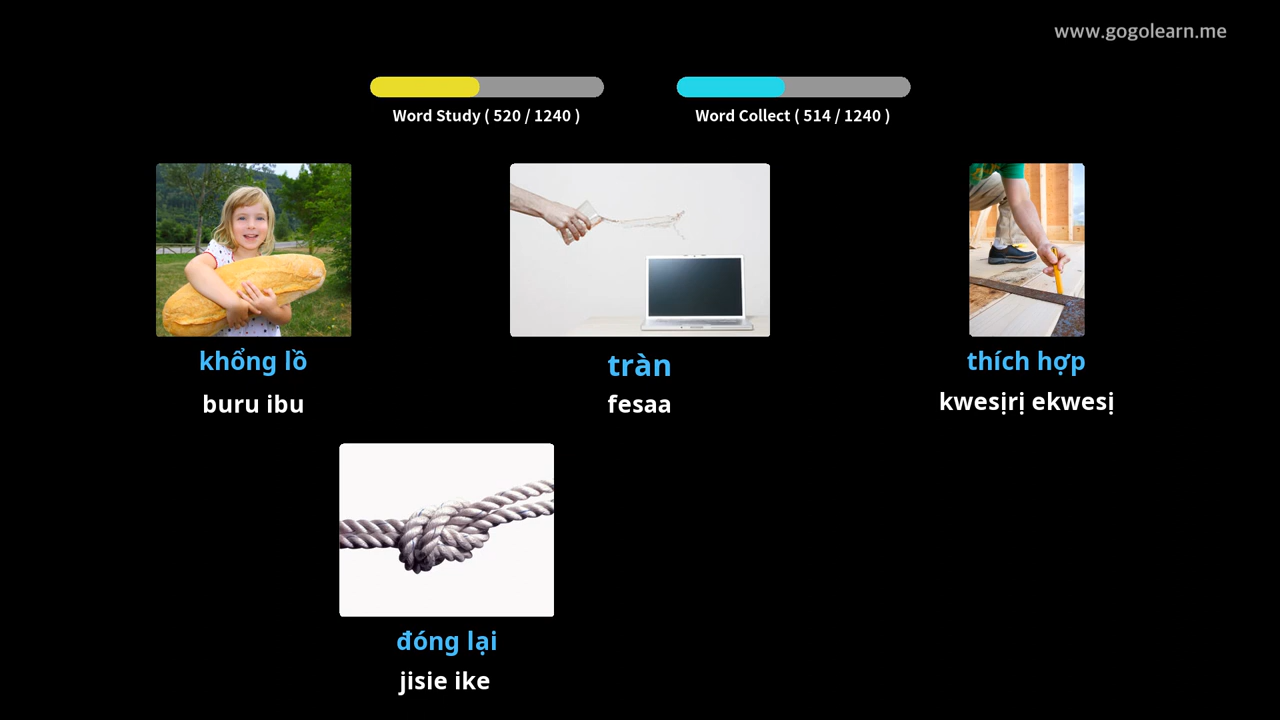 www.gogolearn.me
Word Study ( 520 / 1240 )
Word Collect ( 514 / 1240 )
khổng lồ
buru ibu
tràn
fesaa
thích hợp
kwesịrị ekwesị
đóng lại
jisie ike